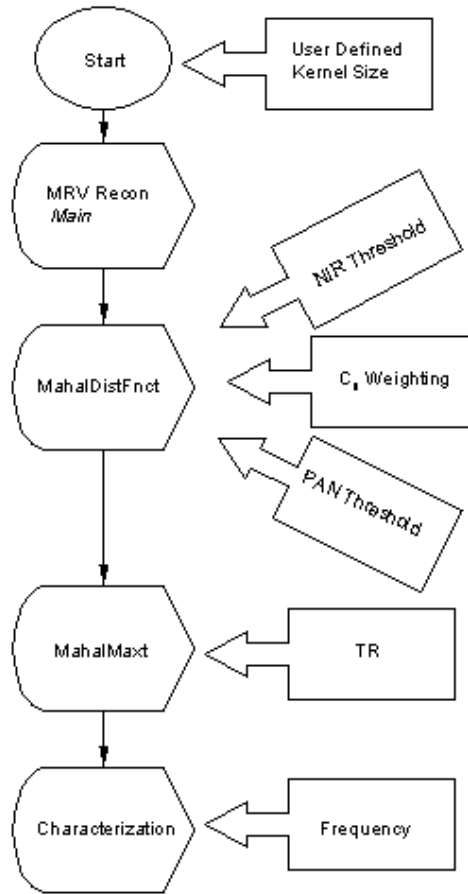 Start
User Defined
Kernel Size
MRV Recon
Main
NIR Threshold
MahalDistFnct
C Weighting
PAN Threshold
MahalMaxt
TR
Characterization
Frequency